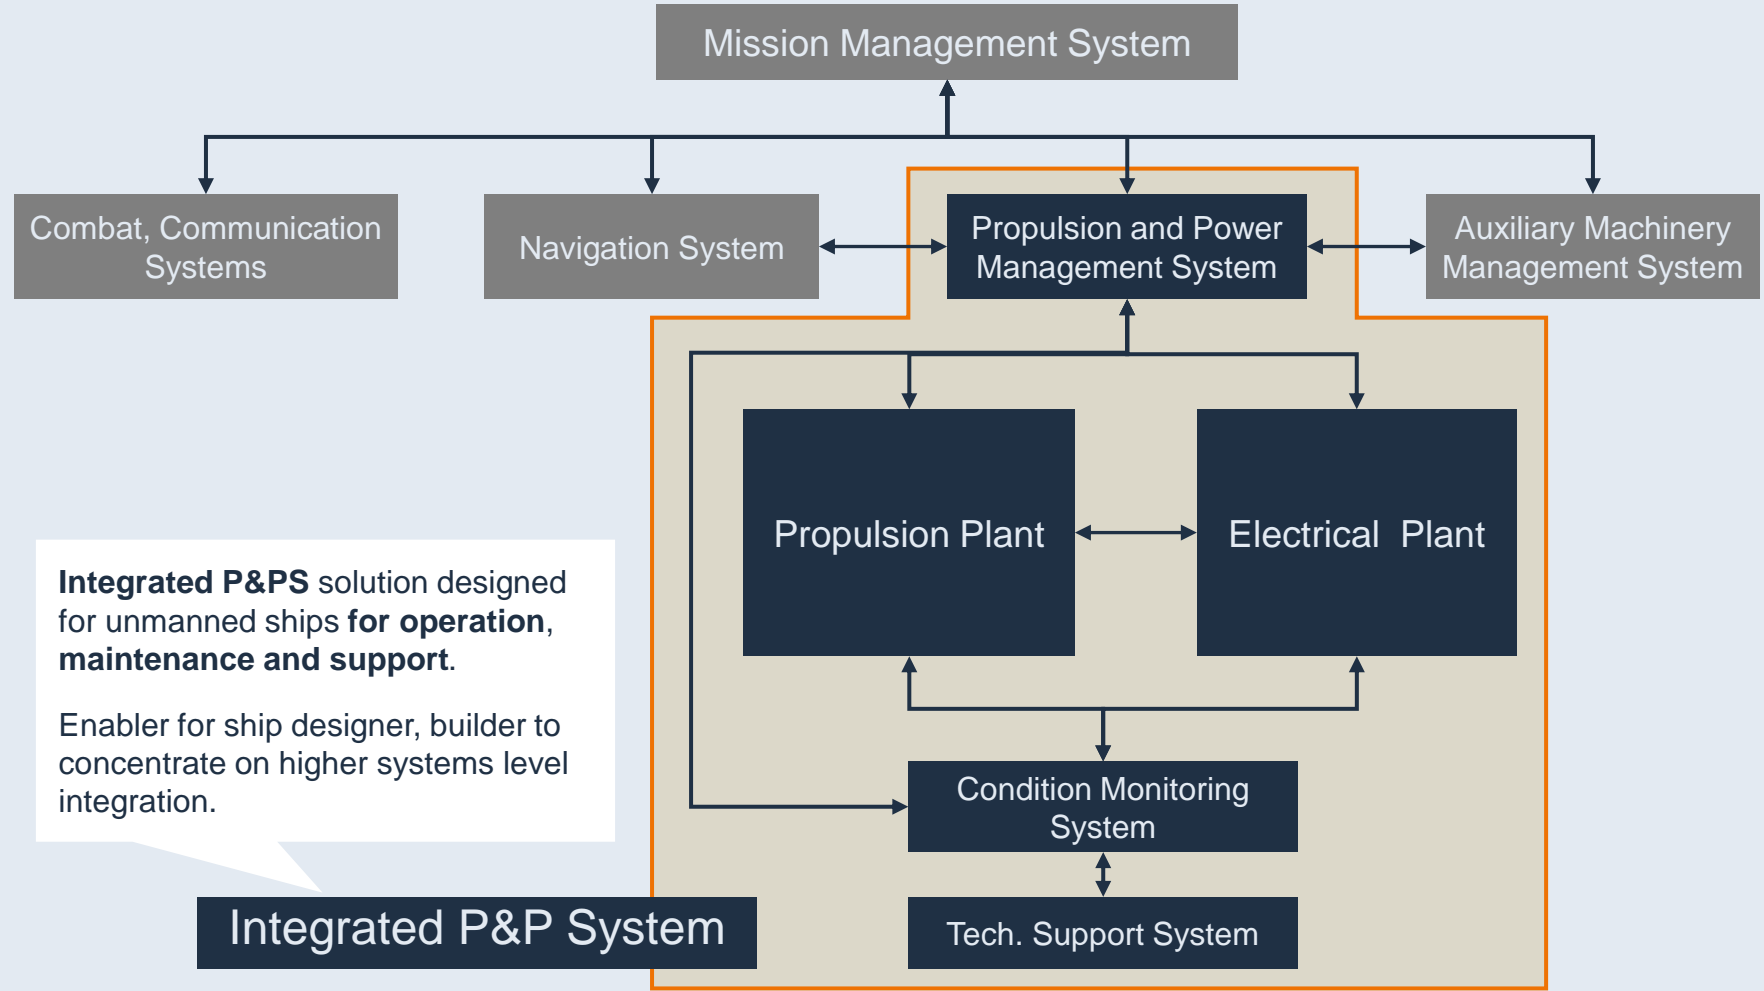 Mission Management System
Combat, Communication
Systems
Navigation System
Propulsion and Power
Management System
Auxiliary Machinery
Management System
Propulsion Plant
Electrical Plant
Integrated P&PS solution designed
for unmanned ships for operation,
maintenance and support.
Enabler for ship designer, builder to
concentrate on higher systems level
integration.
Condition Monitoring
System
Integrated P&P System
Tech. Support System